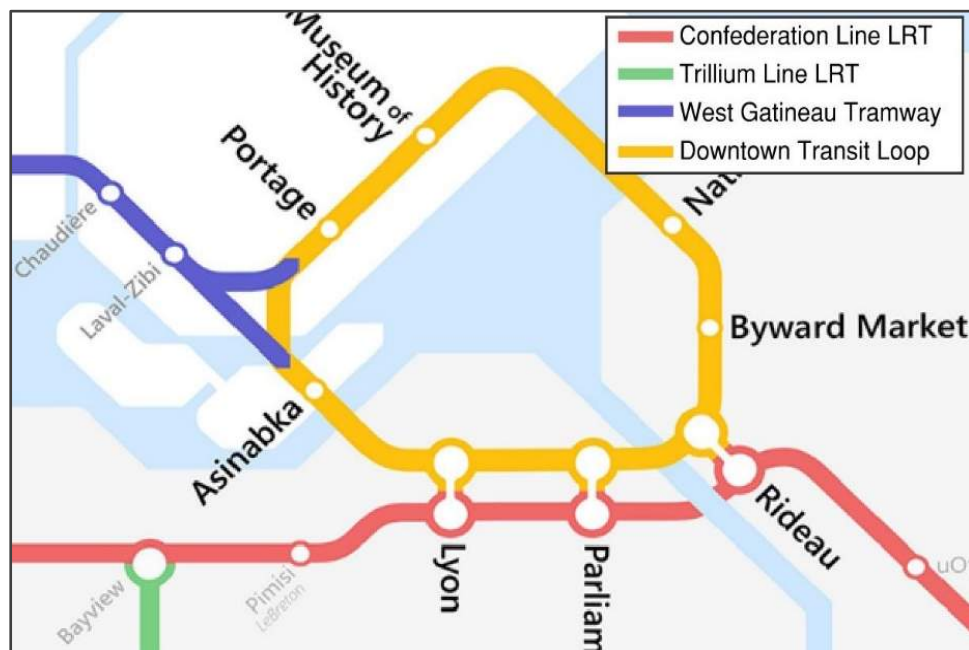 Confederation Line LRT
Trillium Line LRT
West Gatineau Tramway
Downtown Transit Loop
Museum of
History
Portage
Chaudière
Laval-Zibi
Byward Market
Asinabka
Rideau
Lyon
Parliam
Bayview
Pimisi
LeBreton